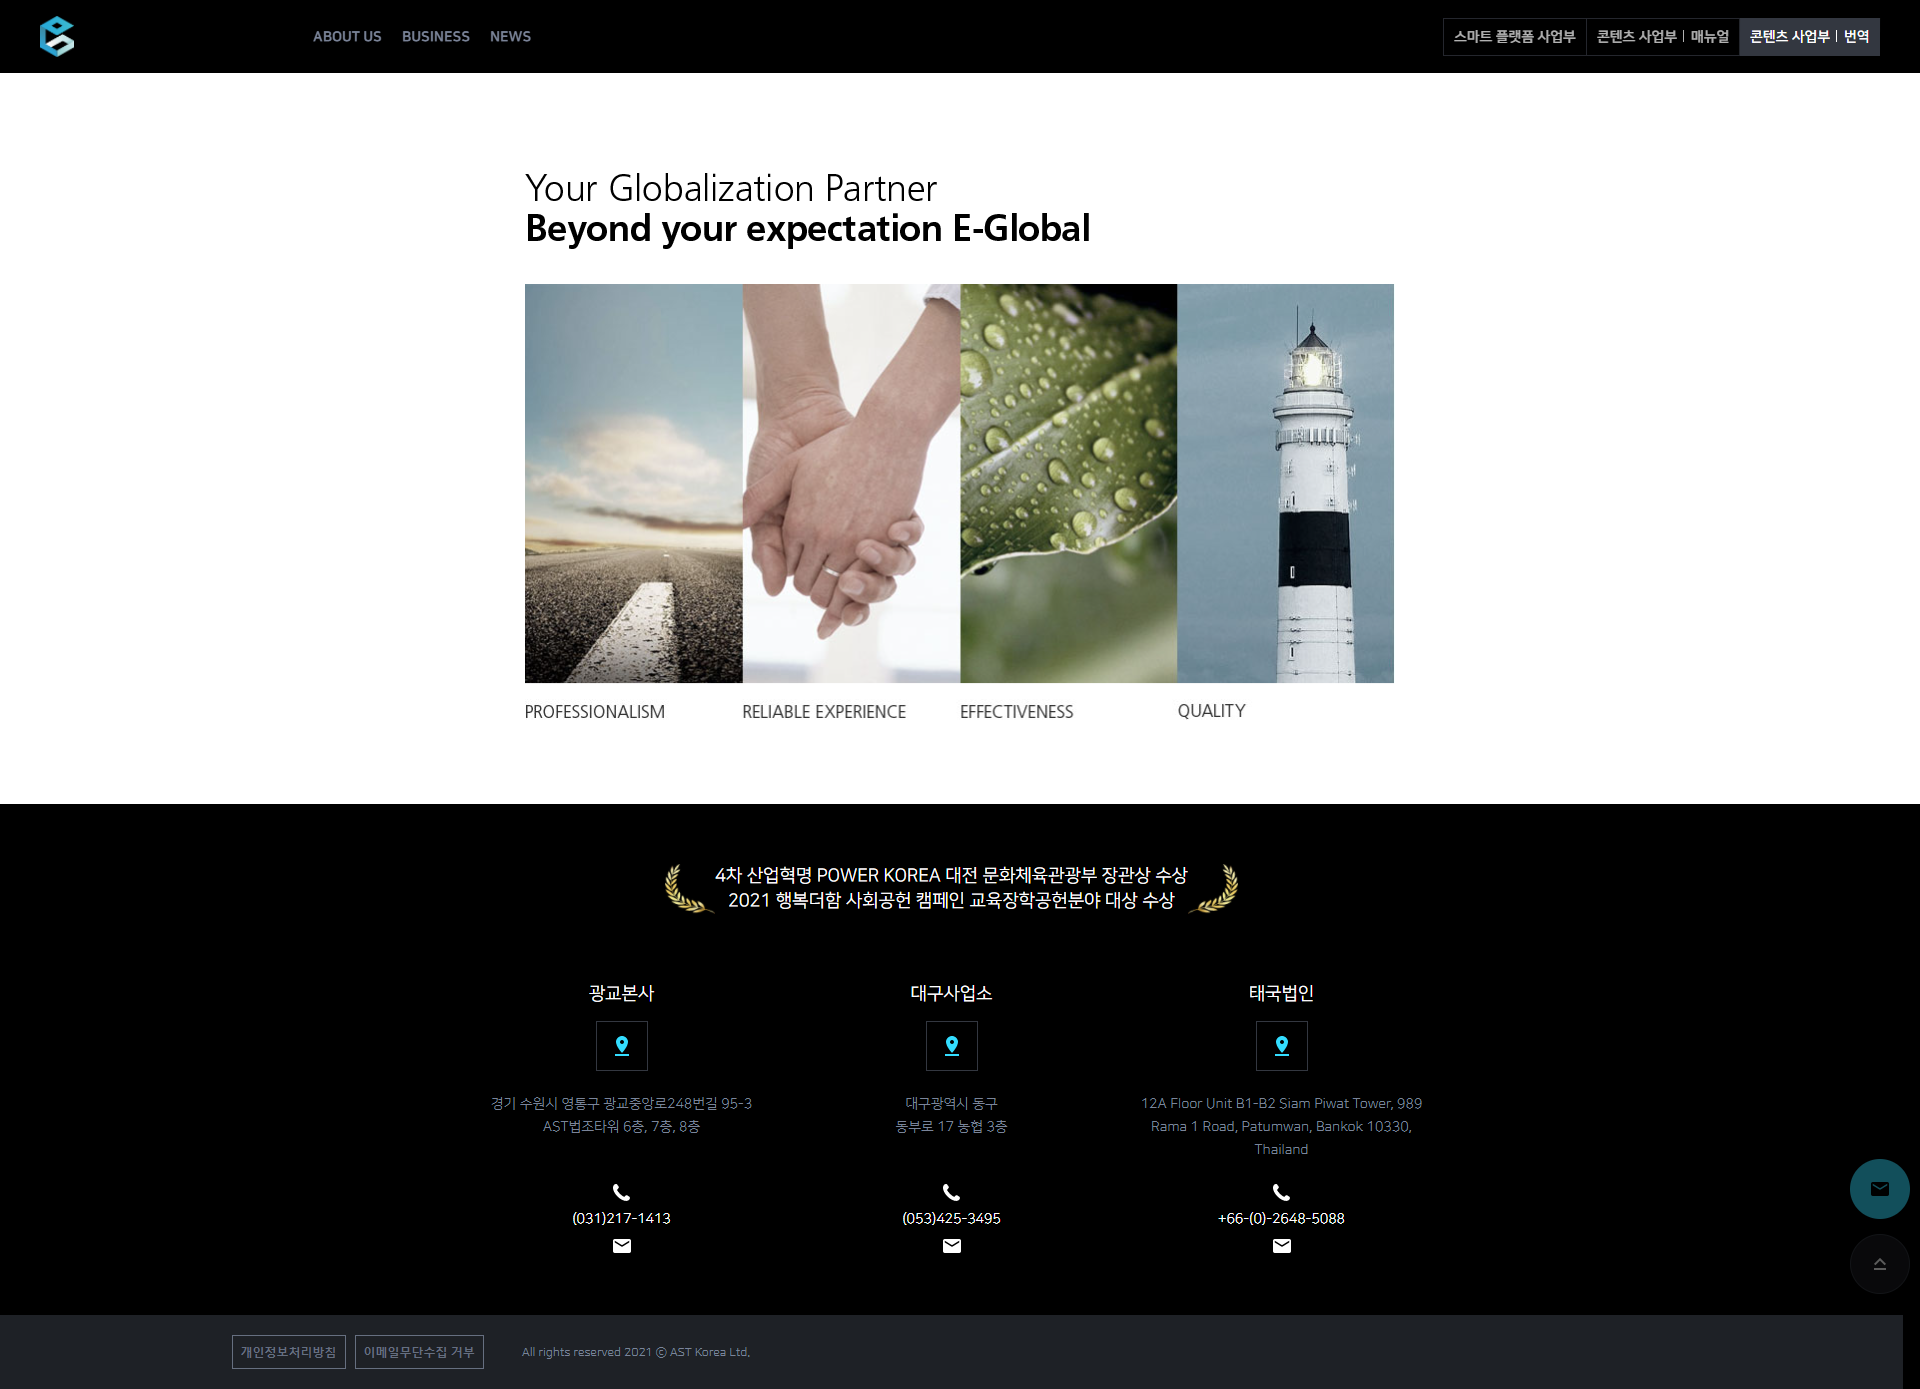 ABOUT US BUSINESS NEWS
스마트 플랫폼 사업부 콘텐츠 사업부 | 매뉴얼 콘텐츠 사업부 | 번역
Your Globalization Partner
Beyond your expectation E-Global
PROFESSIONALISM RELIABLE EXPERIENCE EFFECTIVENESS QUALITY
4차 산업혁명 POWER KOREA 대전 문화체육관광부 장관상 수상
2021 행복더함 사회공헌 캠페인 교육장학공헌분야 대상 수상
광교본사
경기 수원시 영통구 광교중앙로248번길 95-3
AST법조타워 6층, 7층, 8층
(031)217-1413
대구사업소
대구광역시 동구
동부로 17 농협 3층
(053)425-3495
태국법인
12A Floor Unit B1-B2 Siam Piwat Tower, 989
Rama 1 Road, Patumwan, Bankok 10330,
Thailand
+66-(0)-2648-5088
개인정보처리방침 이메일무단수집 거부 All rights reserved 2021 ⓒ AST Korea Ltd,